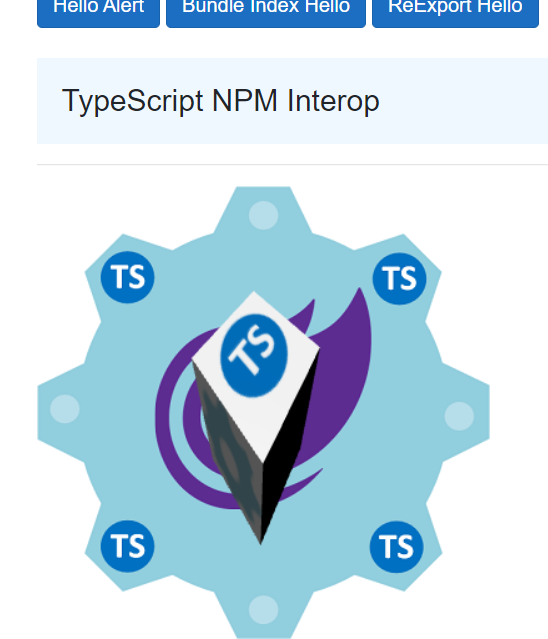 Hello Alert Bundle Index Hello ReExport Hello
TypeScript NPM Interop
TS TS
TS
TS TS